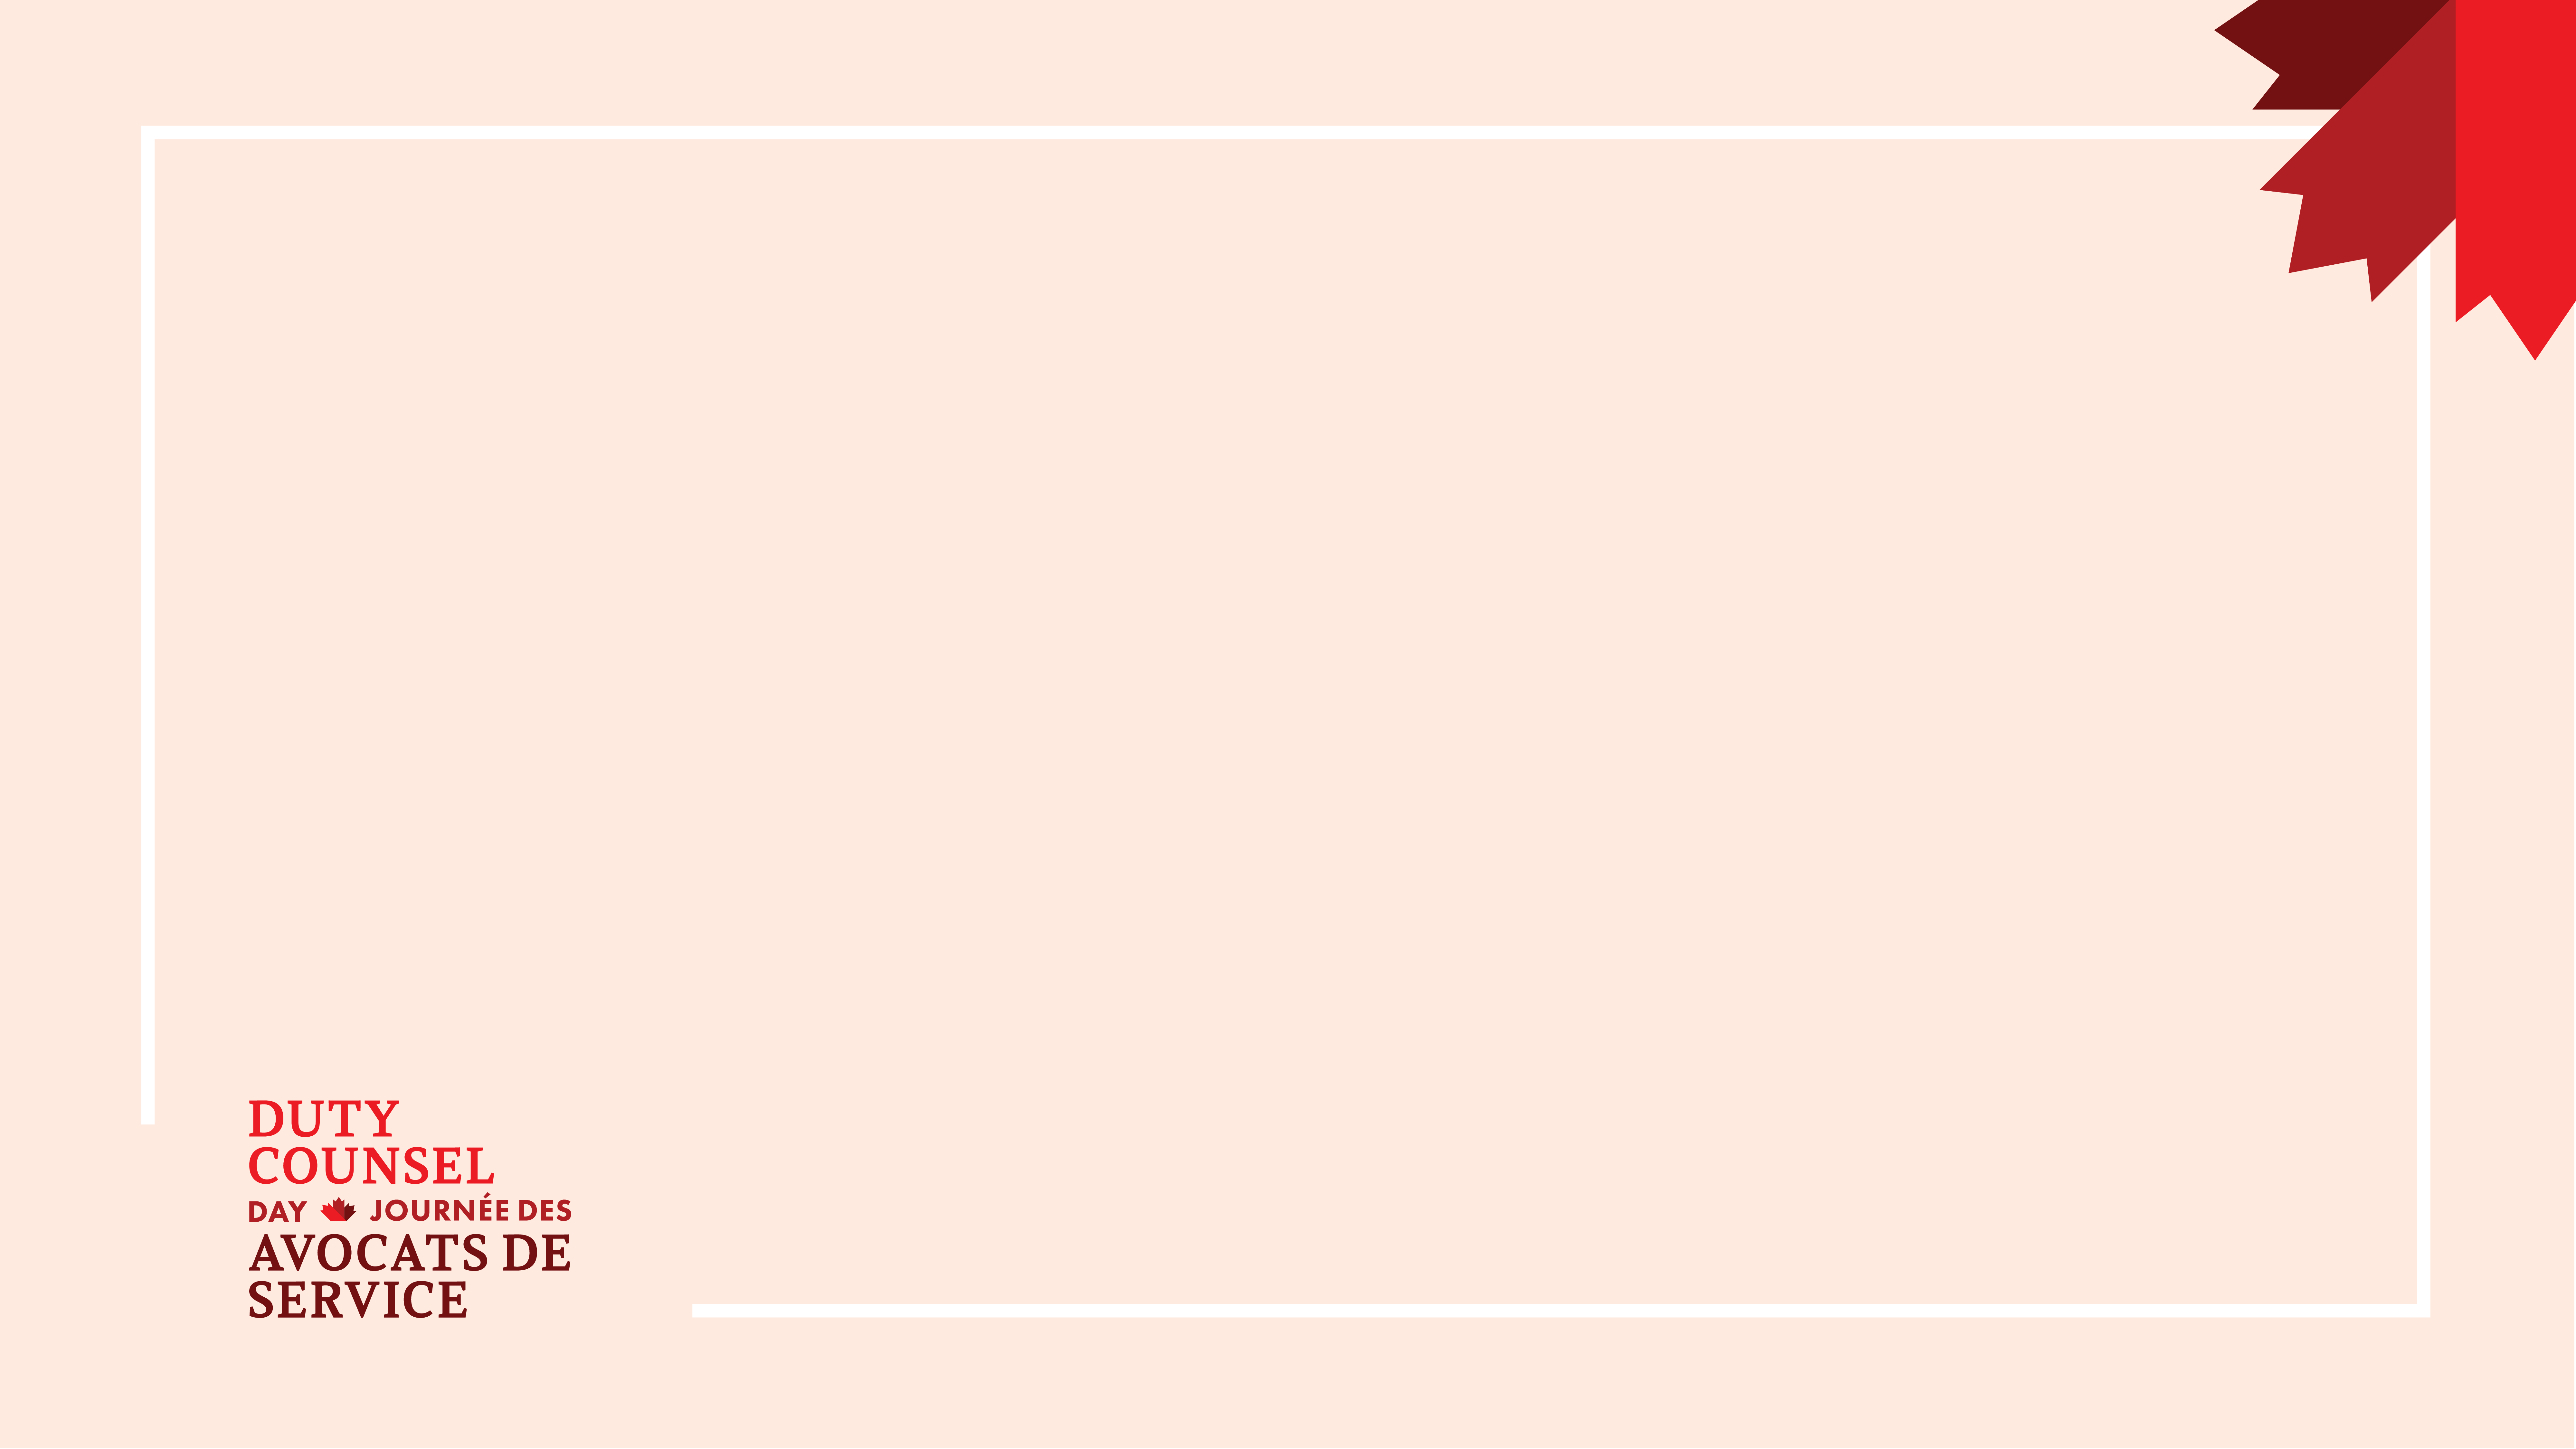 DUTY
COUNSEL
DAY JOURNÉE DES
AVOCATS DE
SERVICE